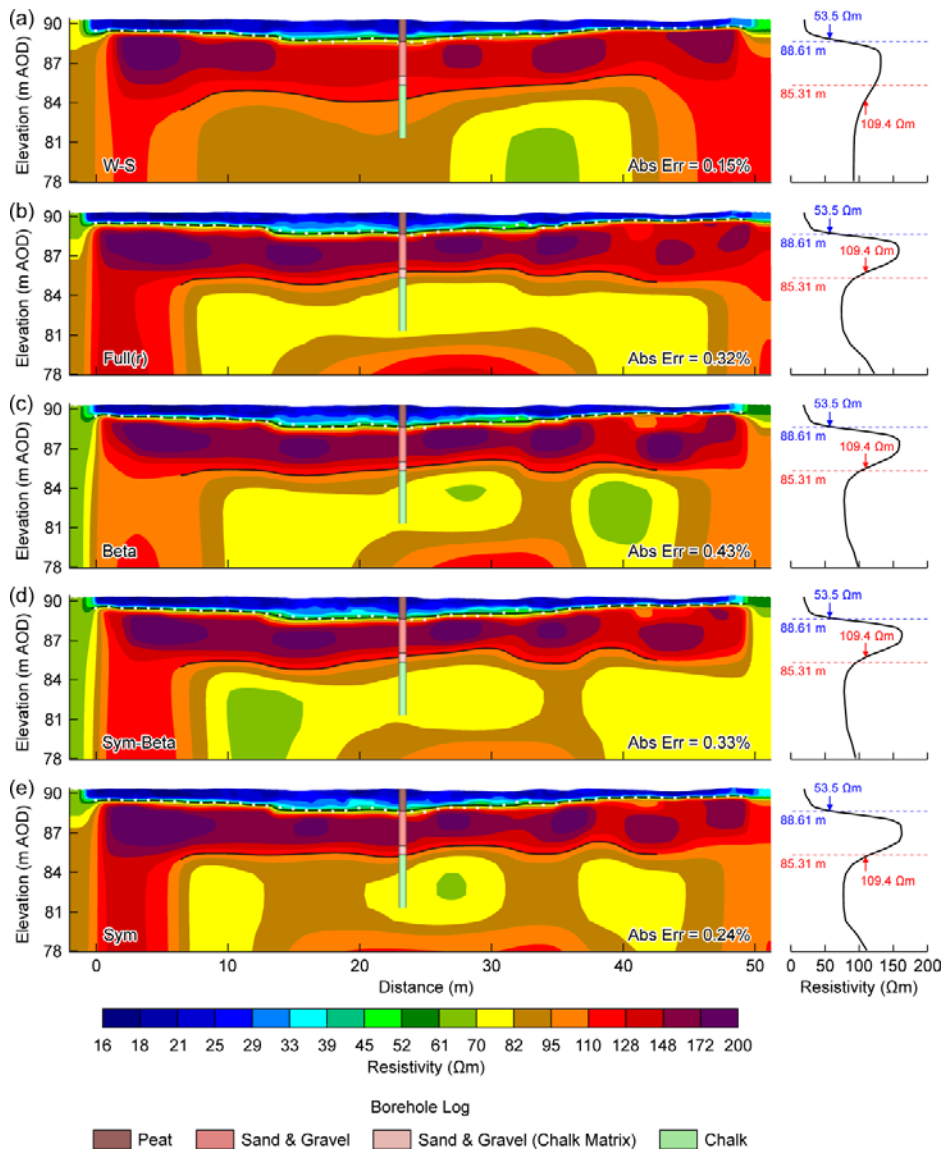 (a)
90
87
84
81
78
Elevation (m AOD)
W-S
Abs Err = 0.15%
53.5 Ωm
88.61 m
85.31 m
109.4 Ωm
(b)
90
87
84
81
78
Elevation (m AOD)
Full(r)
Abs Err = 0.32%
53.5 Ωm
88.61 m
109.4 Ωm
85.31 m
(c)
90
87
84
81
78
Elevation (m AOD)
Beta
Abs Err = 0.43%
53.5 Ωm
88.61 m
109.4 Ωm
85.31 m
(d)
90
87
84
81
78
Elevation (m AOD)
Sym-Beta
Abs Err = 0.33%
53.5 Ωm
88.61 m
109.4 Ωm
85.31 m
(e)
90
87
84
81
78
Elevation (m AOD)
Sym
Abs Err = 0.24%
53.5 Ωm
88.61 m
85.31 m
109.4 Ωm
0 10 20 30 40 50
Distance (m)
0 50 100 150 200
Resistivity (Ωm)
16 18 21 25 29 33 39 45 52 61 70 82 95 110 128 148 172 200
Resistivity (Ωm)
Borehole Log
Peat Sand & Gravel Sand & Gravel (Chalk Matrix) Chalk